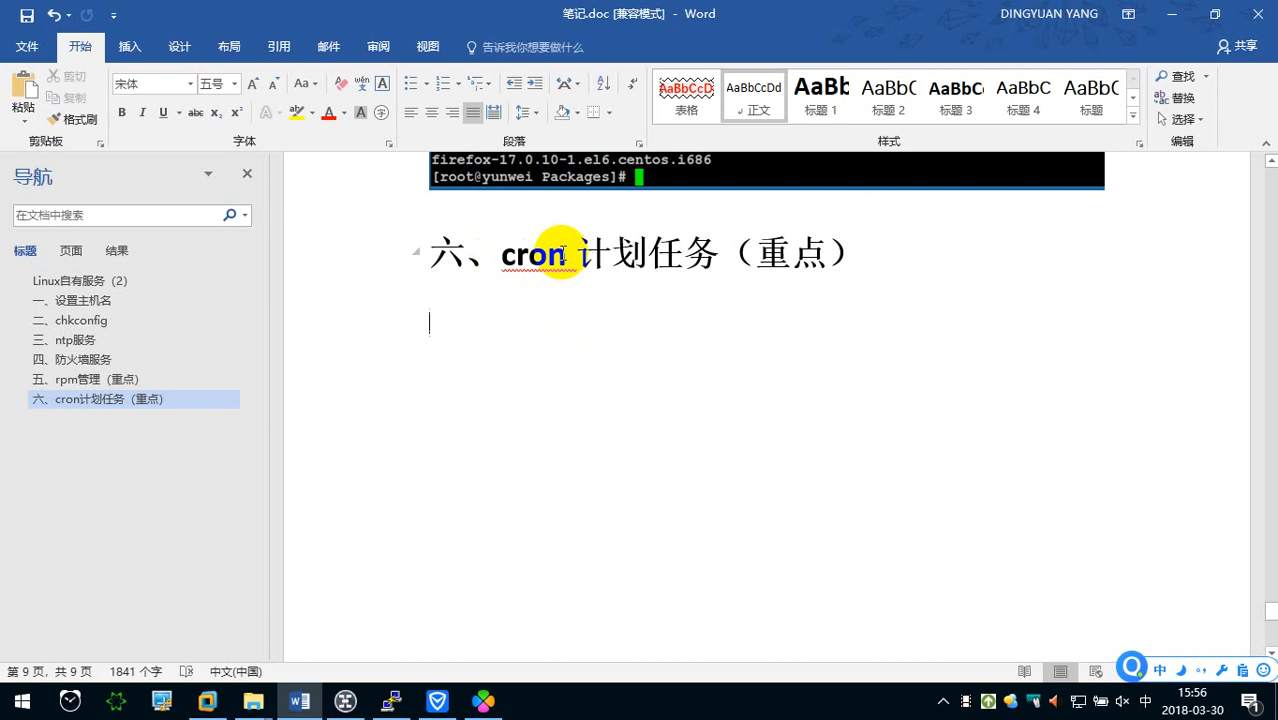 笔记.doc [兼容模式] - Word
DINGYUAN YANG
文件 开始 插入 设计 布局 引用 邮件 审阅 视图 告诉我你想要做什么 共享
粘贴 剪切 复制 格式刷
宋体 五号
AaBbCcD 表格
AaBbCcDd 正文
AaBb 标题 1
AaBbC 标题 2
AaBbC 标题 3
AaBbC 标题 4
AaBbC 标题
查找
替换
选择
剪贴板 字体 段落 样式 编辑
导航
在文档中搜索
标题 页面 结果
Linux自有服务（2）
一、设置主机名
二、chkconfig
三、ntp服务
四、防火墙服务
五、rpm管理（重点）
六、cron计划任务（重点）
firefox-17.0.10-1.el6.centos.i686
[root@yunwei Packages]#
六、cron 计划任务（重点）
第 9 页，共 9 页 1841 个字 中文(中国)
中
中 15:56
2018-03-30